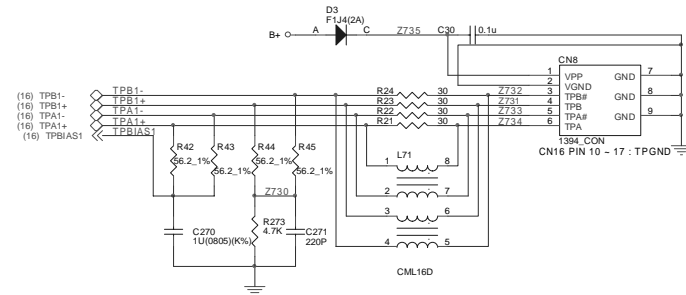 D3
F1J4(2A)
B+ A C Z735 C30 0.1u
CN8
1 VPP GND 7
2 VGND
(16) TPB1- TPB1- R24 30 Z732 3 TPB# GND 8
(16) TPB1+ TPB1+ R23 30 Z731 4 TPB
(16) TPA1- TPA1- R22 30 Z733 5 TPA# GND 9
(16) TPA1+ TPA1+ R21 30 Z734 6 TPA
(16) TPBIAS1 TPBIAS1
1394_CON
CN16 PIN 10 ~ 17 : TPGND
R42 R43 R44 R45
56.2_1% 56.2_1% 56.2_1% 56.2_1%
L71
1 8
2 7
3 6
4 5
Z730
C270
1U(0805)(K%)
R273
4.7K
C271
220P
CML16D